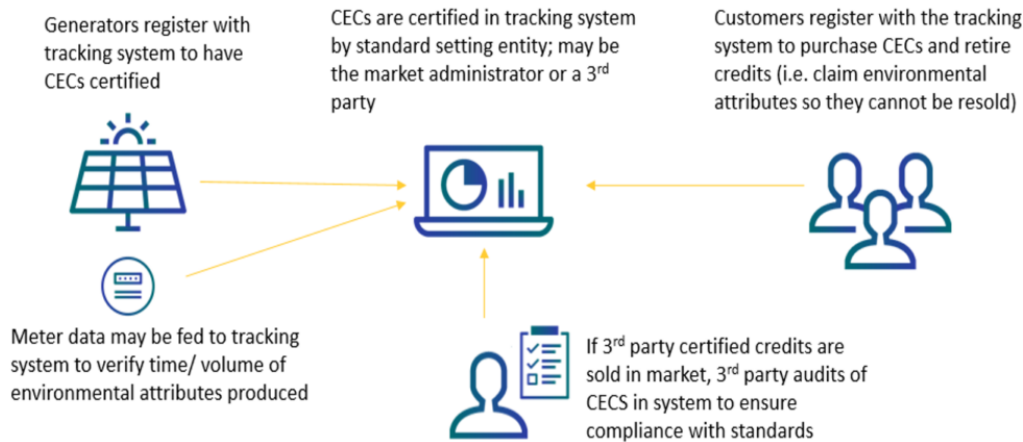 Generators register with
tracking system to have
CECs certified
CECs are certified in tracking system
by standard setting entity; may be
the market administrator or a 3rd
party
Customers register with the tracking
system to purchase CECs and retire
credits (i.e. claim environmental
attributes so they cannot be resold)
Meter data may be fed to tracking
system to verify time/ volume of
environmental attributes produced
If 3rd party certified credits are
sold in market, 3rd party audits of
CECS in system to ensure
compliance with standards